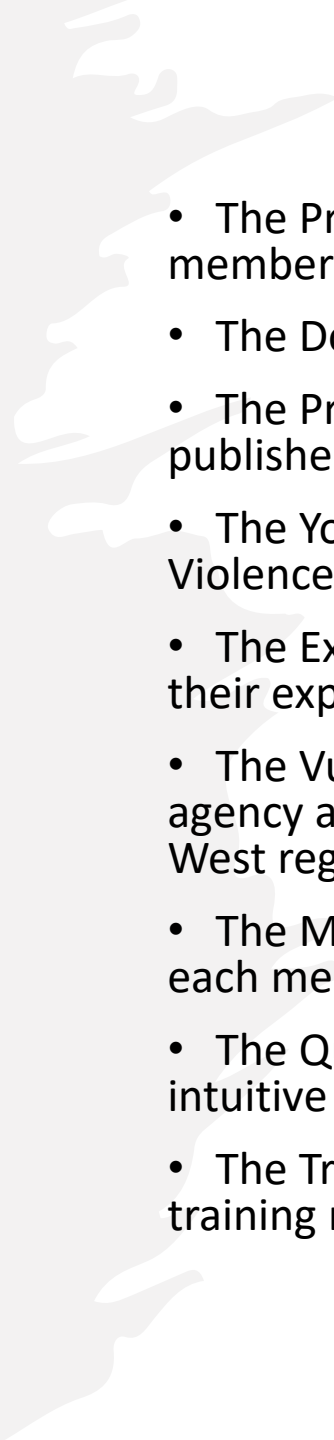 • The Pr
member
• The D
• The Pr
publishe
• The Yo
Violence
• The Ex
their exp
• The Vu
agency a
West reg
• The M
each me
• The Q
intuitive
• The Tr
training